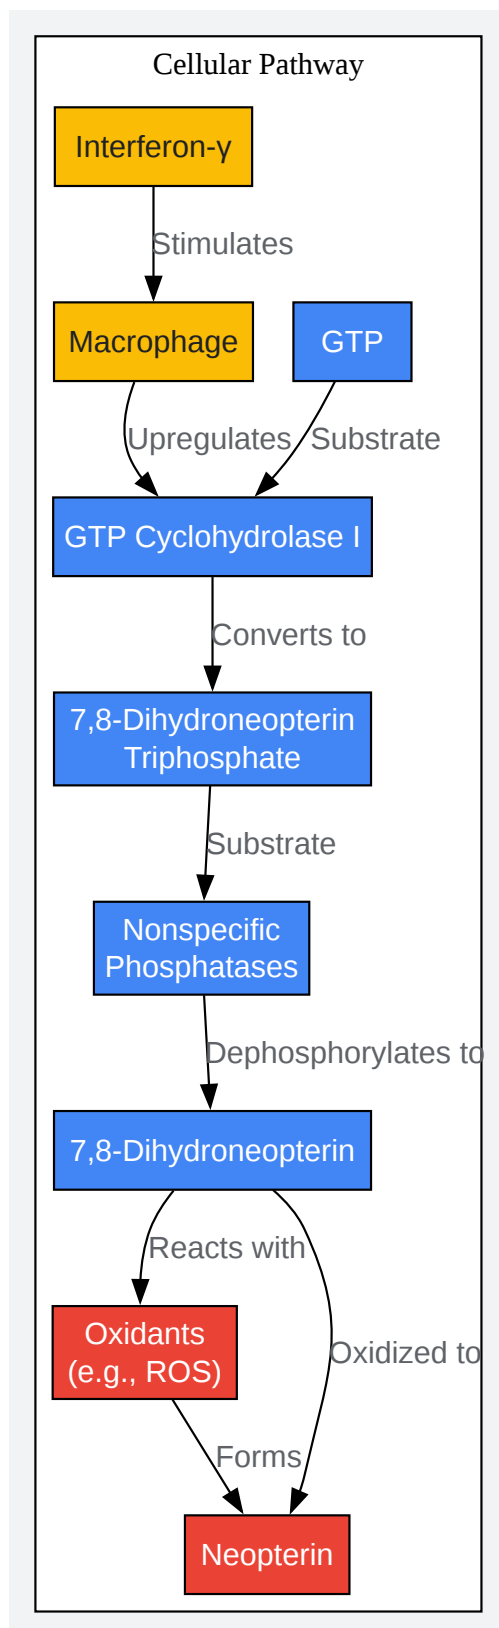 Cellular Pathway
Interferon-γ
Stimulates
Macrophage
GTP
Upregulates
Substrate
GTP Cyclohydrolase I
Converts to
7,8-Dihydroneopterin
Triphosphate
Substrate
Nonspecific
Phosphatases
Dephosphorylates to
7,8-Dihydroneopterin
Reacts with
Oxidants
(e.g., ROS)
Oxidized to
Forms
Neopterin